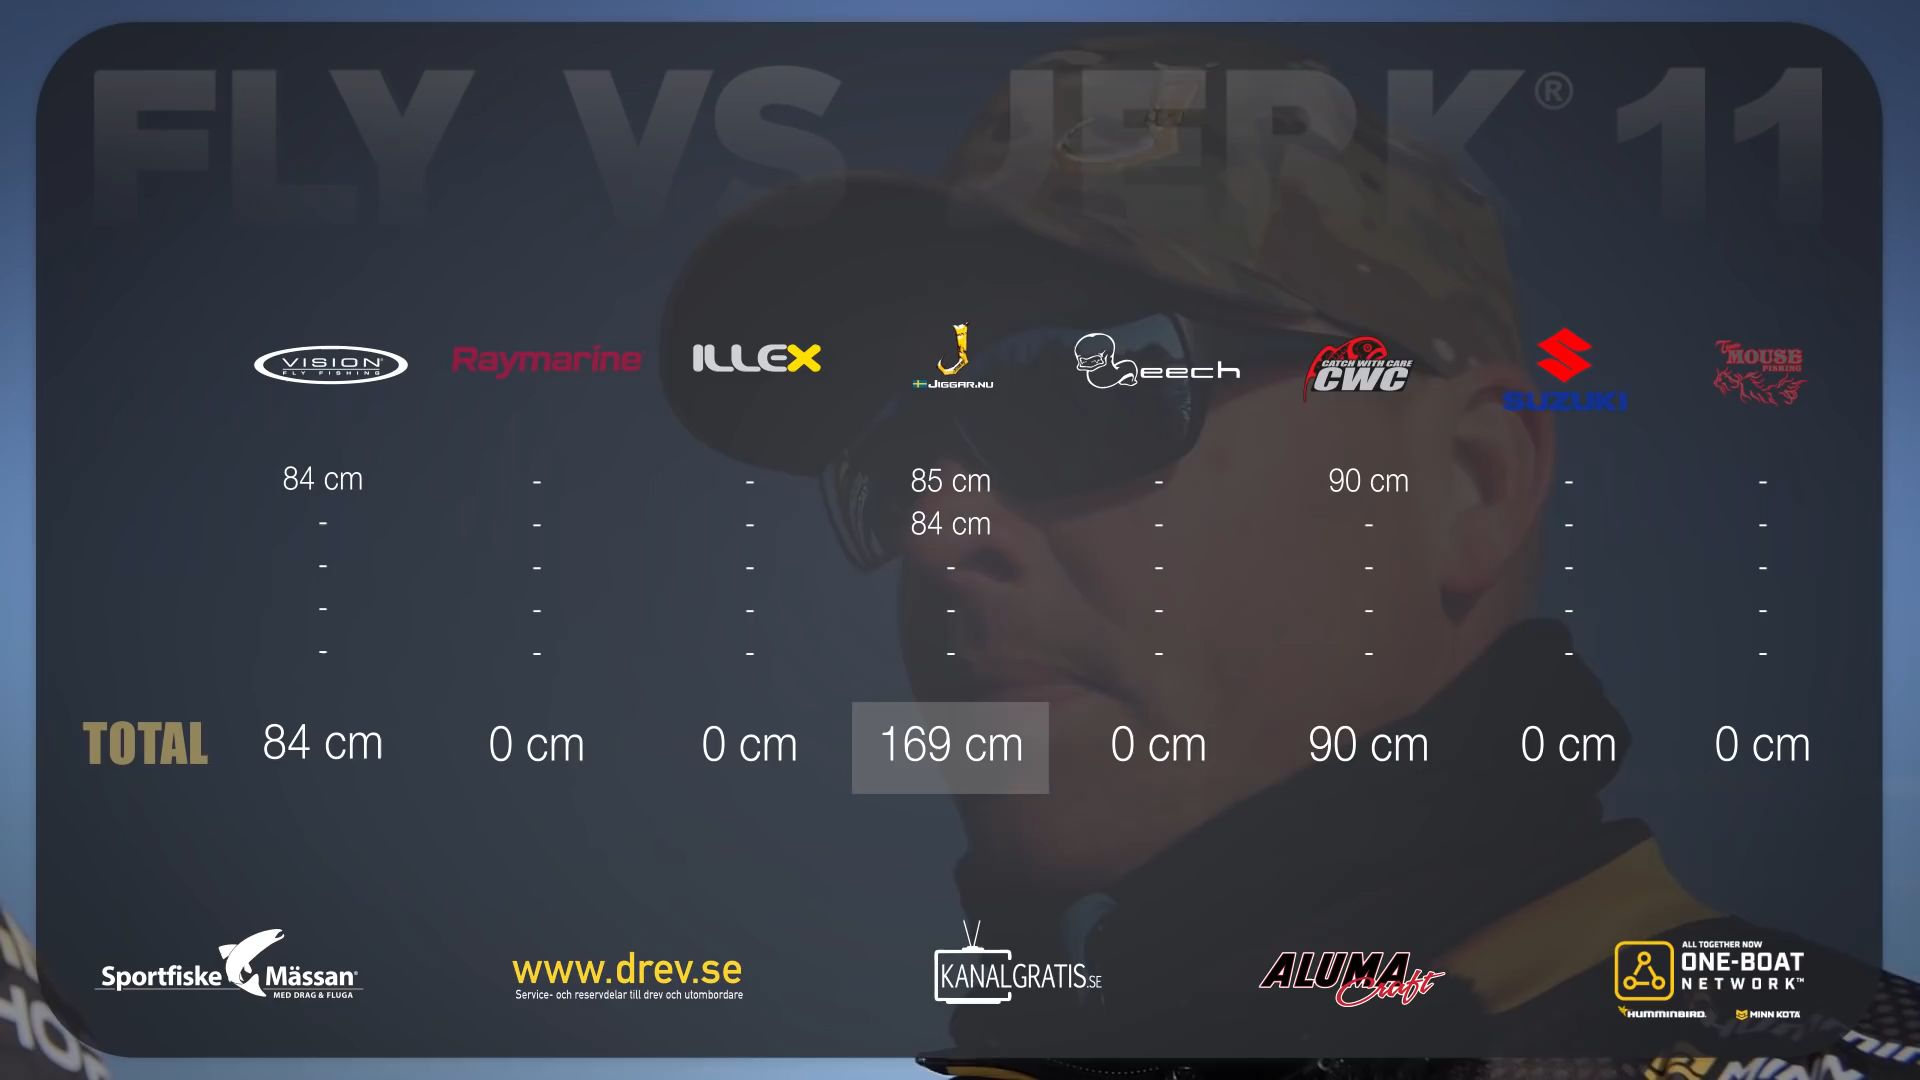 FLY VS JERK® 11
VISION®
FLY FISHING
Raymarine
ILLEX
JIGGAR.NU
eech
CATCH WITH CARE
CWC
SUZUKI
MOUSE
FISHING
84 cm - - 85 cm - 90 cm - -
- - - 84 cm - - - -
- - - - - - - -
- - - - - - - -
- - - - - - - -
TOTAL 84 cm 0 cm 0 cm 169 cm 0 cm 90 cm 0 cm 0 cm
Sportfiske Mässan
MED DRAG & FLUGA
www.drev.se
Service- och reservdelar till drev och utombordare
KANALGRATIS.SE
ALUMA
Craft
ALL TOGETHER NOW
ONE-BOAT
NETWORK™
HUMMINBIRD
MINN KOTA